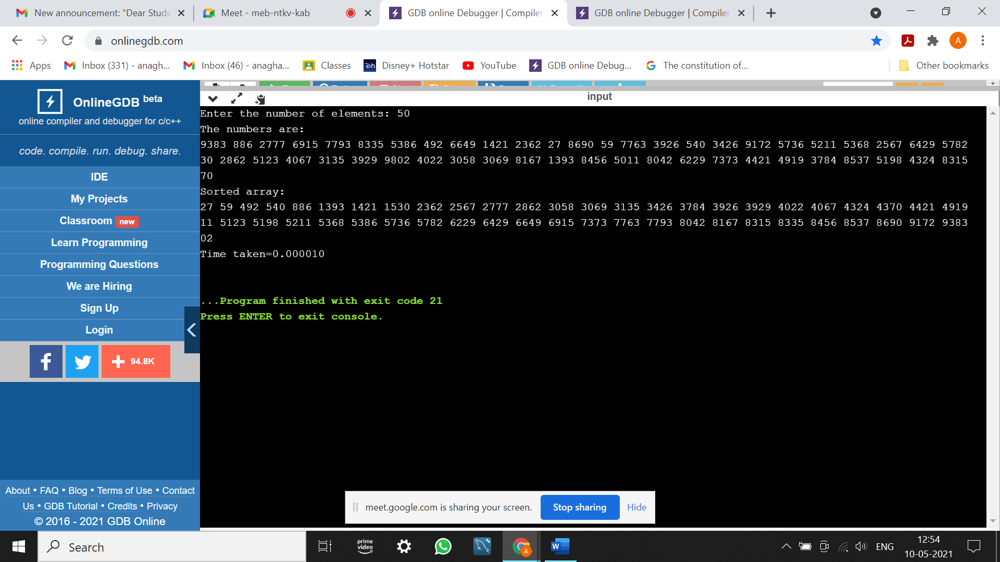 New announcement: "Dear Stude
Meet - meb-ntkv-kab
GDB online Debugger | Compiler
GDB online Debugger | Compiler
onlinegdb.com
A
Apps
Inbox (331) - anagh...
Inbox (46) - anagha...
Classes
Disney+ Hotstar
YouTube
GDB online Debug...
The constitution of...
Other bookmarks
OnlineGDB beta
online compiler and debugger for c/c++
code. compile. run. debug. share.
IDE
My Projects
Classroom new
Learn Programming
Programming Questions
We are Hiring
Sign Up
Login
94.8K
About • FAQ • Blog • Terms of Use • Contact
Us • GDB Tutorial • Credits • Privacy
© 2016 - 2021 GDB Online
input
Enter the number of elements: 50
The numbers are:
9383 886 2777 6915 7793 8335 5386 492 6649 1421 2362 27 8690 59 7763 3926 540 3426 9172 5736 5211 5368 2567 6429 5782
30 2862 5123 4067 3135 3929 9802 4022 3058 3069 8167 1393 8456 5011 8042 6229 7373 4421 4919 3784 8537 5198 4324 8315
70
Sorted array:
27 59 492 540 886 1393 1421 1530 2362 2567 2777 2862 3058 3069 3135 3426 3784 3926 3929 4022 4067 4324 4370 4421 4919
11 5123 5198 5211 5368 5386 5736 5782 6229 6429 6649 6915 7373 7763 7793 8042 8167 8315 8335 8456 8537 8690 9172 9383
02
Time taken=0.000010
...Program finished with exit code 21
Press ENTER to exit console.
meet.google.com is sharing your screen.
Stop sharing
Hide
Search
prime
video
A
W
ENG
12:54
10-05-2021